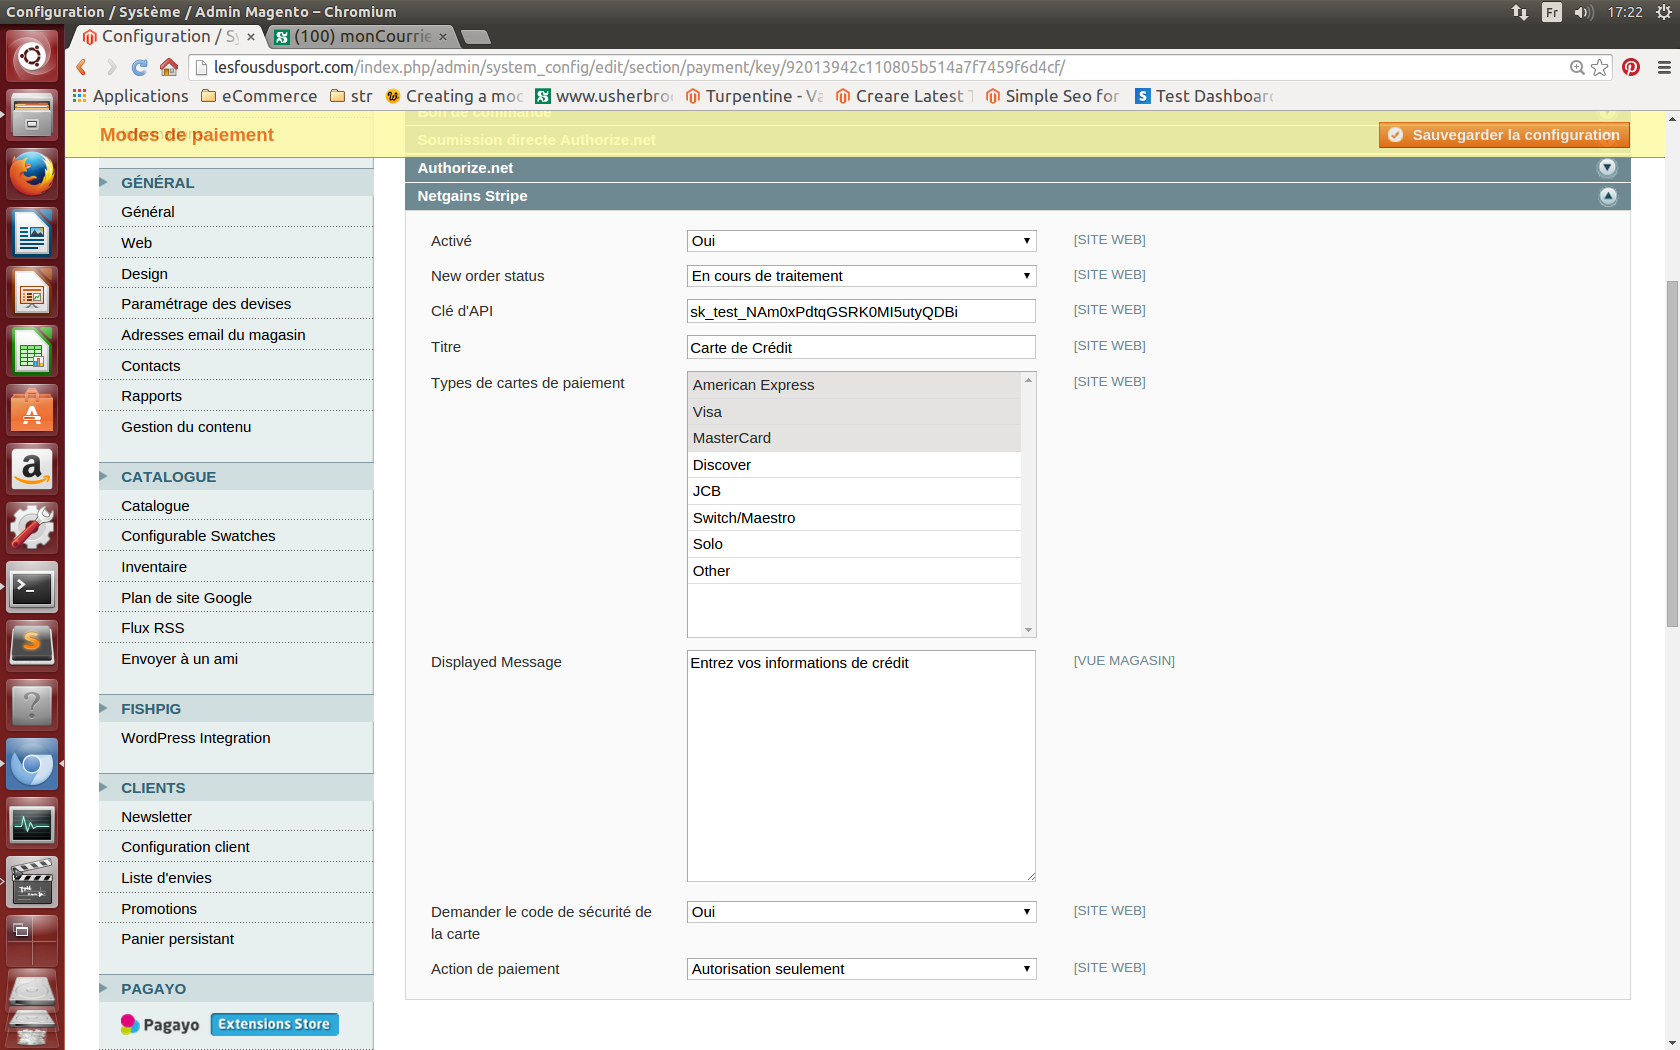 Configuration / Système / Admin Magento – Chromium
Fr
17:22
Configuration / Sy
(100) monCourrie
lesfousdusport.com/index.php/admin/system_config/edit/section/payment/key/92013942c110805b514a7f7459f6d4cf/
Applications
eCommerce
str
Creating a moc
www.usherbro
Turpentine - Va
Creare Latest T
Simple Seo for
Test Dashboard
Bon de commande
Modes de paiement
Soumission directe Authorize.net
Sauvegarder la configuration
Authorize.net
Netgains Stripe
GÉNÉRAL
Général
Web
Design
Paramétrage des devises
Adresses email du magasin
Contacts
Rapports
Gestion du contenu
CATALOGUE
Catalogue
Configurable Swatches
Inventaire
Plan de site Google
Flux RSS
Envoyer à un ami
FISHPIG
WordPress Integration
CLIENTS
Newsletter
Configuration client
Liste d'envies
Promotions
Panier persistant
PAGAYO
Pagayo
Extensions Store
Activé
Oui
[SITE WEB]
New order status
En cours de traitement
[SITE WEB]
Clé d'API
sk_test_NAm0xPdtqGSRK0MI5utyQDBi
[SITE WEB]
Titre
Carte de Crédit
[SITE WEB]
Types de cartes de paiement
American Express
Visa
MasterCard
Discover
JCB
Switch/Maestro
Solo
Other
[SITE WEB]
Displayed Message
Entrez vos informations de crédit
[VUE MAGASIN]
Demander le code de sécurité de
la carte
Oui
[SITE WEB]
Action de paiement
Autorisation seulement
[SITE WEB]